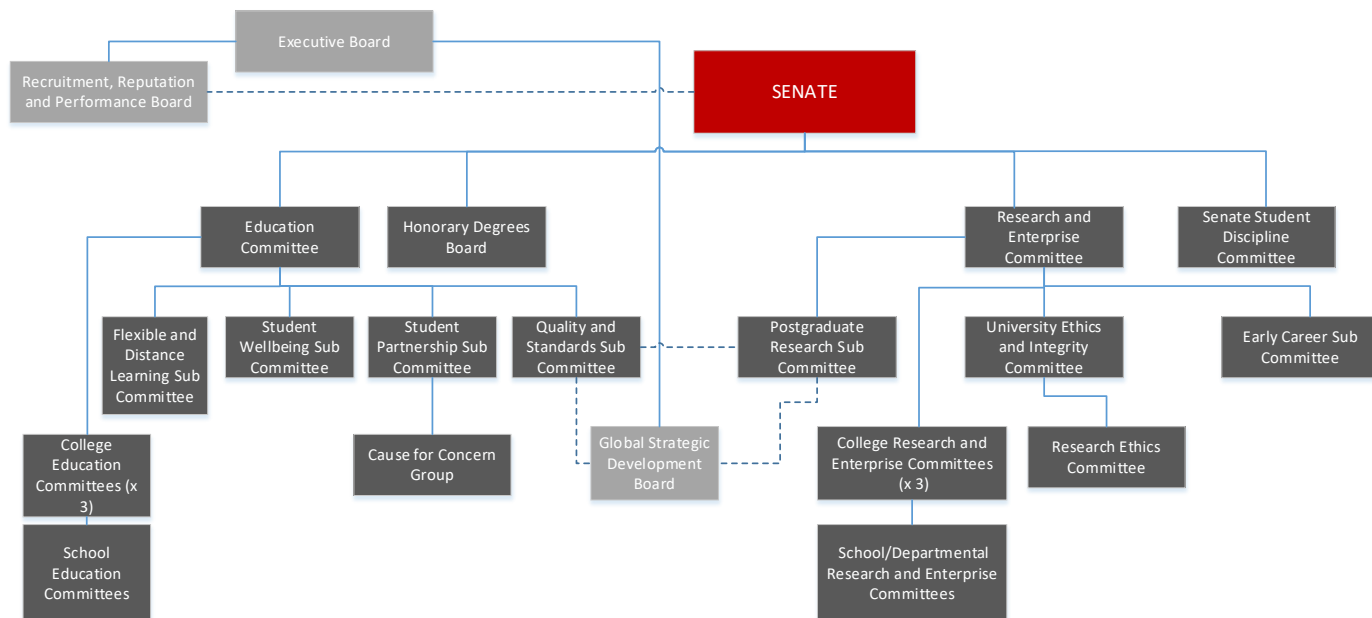 Executive Board
Recruitment, Reputation
and Performance Board
SENATE
Education
Committee
Honorary Degrees
Board
Research and
Enterprise
Committee
Senate Student
Discipline
Committee
Flexible and
Distance
Learning Sub
Committee
Student
Wellbeing Sub
Committee
Student
Partnership Sub
Committee
Quality and
Standards Sub
Committee
Postgraduate
Research Sub
Committee
University Ethics
and Integrity
Committee
Early Career Sub
Committee
College
Education
Committees (x
3)
Cause for Concern
Group
Global Strategic
Development
Board
College Research and
Enterprise Committees
(x 3)
Research Ethics
Committee
School
Education
Committees
School/Departmental
Research and Enterprise
Committees